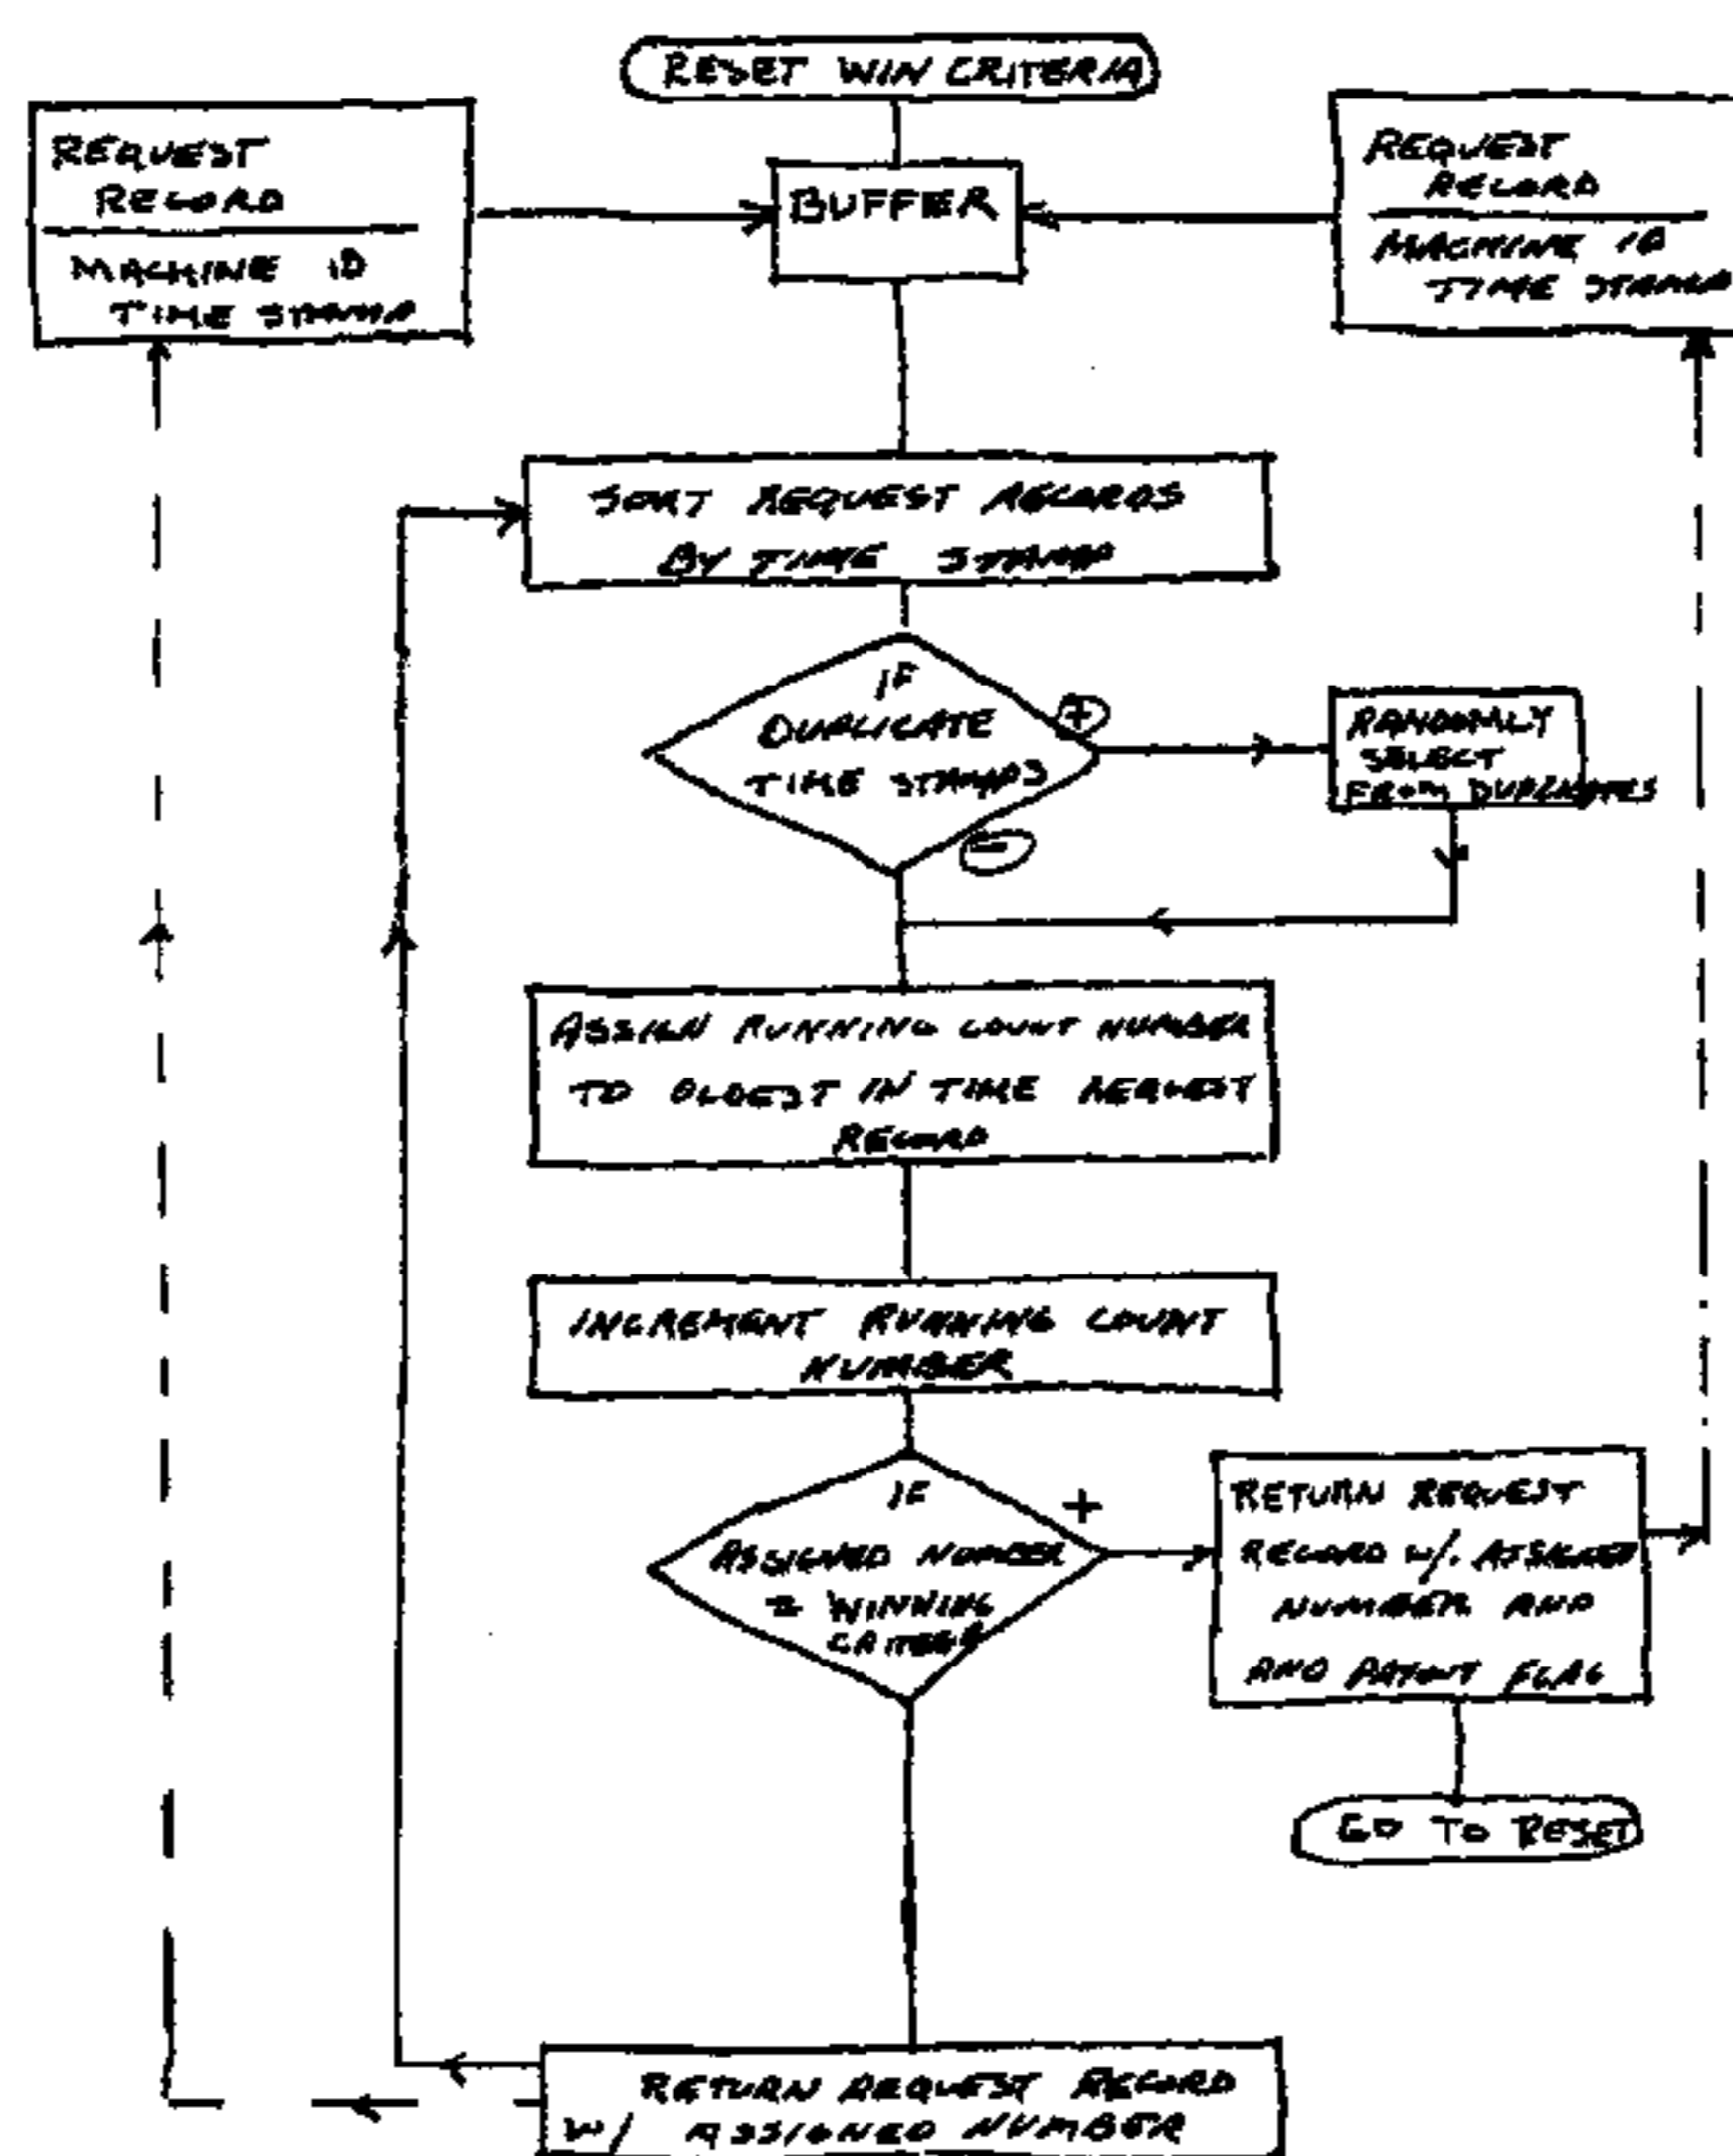 RESET WIN CRITERIA
REQUEST
RECORD
MACHINE ID
TIME STAMP
BUFFER
REQUEST
RECORD
MACHINE ID
TIME STAMP
SORT REQUEST RECORDS
BY TIME STAMP
IF
DUPLICATE
TIME STAMPS
+
-
RANDOMLY
SELECT
FROM DUPLICATES
ASSIGN RUNNING COUNT NUMBER
TO OLDEST IN TIME REQUEST
RECORD
INCREMENT RUNNING COUNT
NUMBER
IF
ASSIGNED NUMBER
= WINNING
+
RETURN REQUEST
RECORD W/. ASSIGNED
NUMBER AND
AND PAYOUT FLAG
GO TO RESET
RETURN REQUEST RECORD
W/ ASSIGNED NUMBER